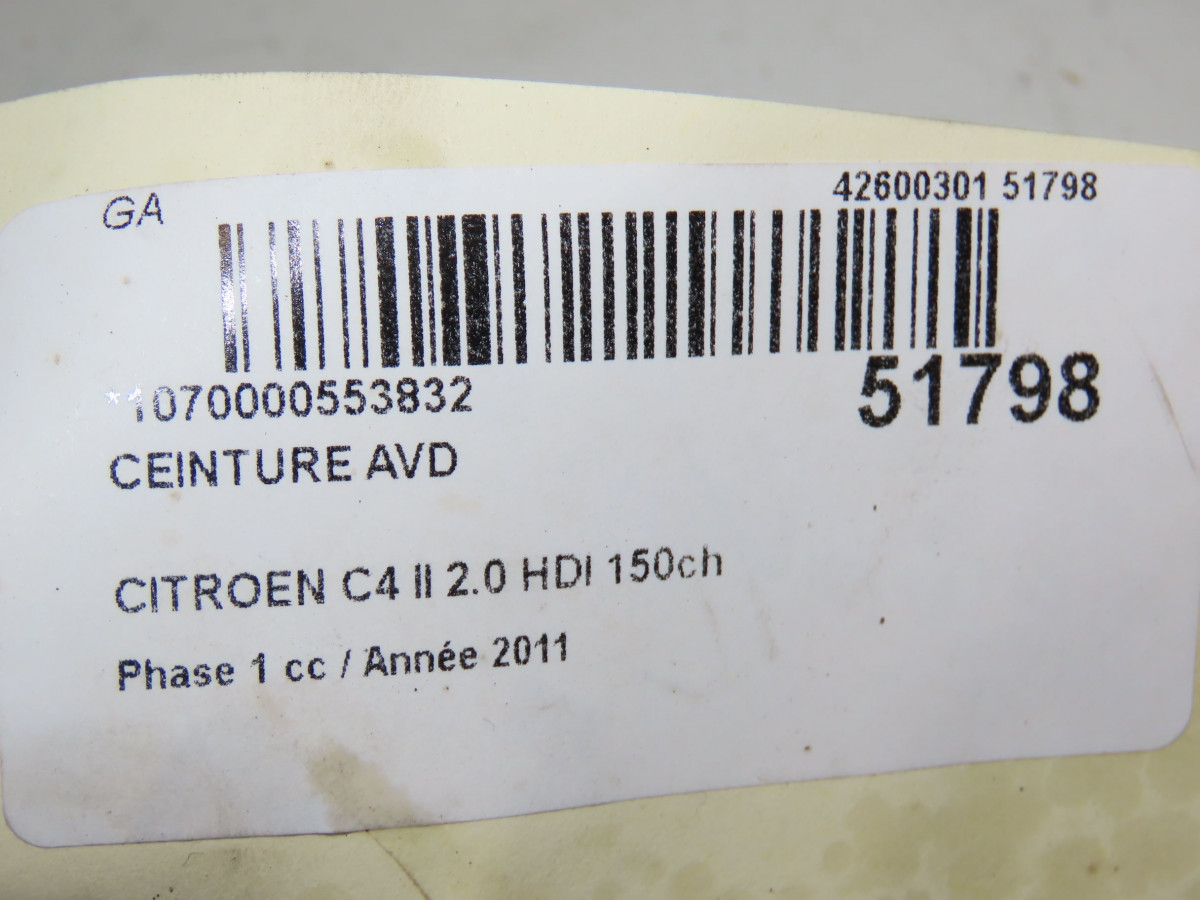 GA
42600301 51798
*1070000553832
51798
CEINTURE AVD
CITROEN C4 II 2.0 HDI 150ch
Phase 1 cc / Année 2011